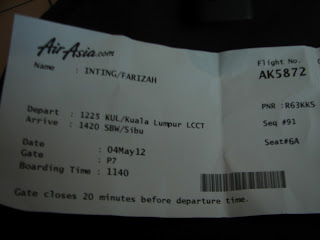 AirAsia.com
Flight No.
Name : INTING/FARIZAH
AK5872
Depart : 1225 KUL/Kuala Lumpur LCCT
PNR :R63KKS
Arrive : 1420 SBW/Sibu
Seq #91
Date : 04May12
Seat#6A
Gate : P7
Boarding Time : 1140
Gate closes 20 minutes before departure time.